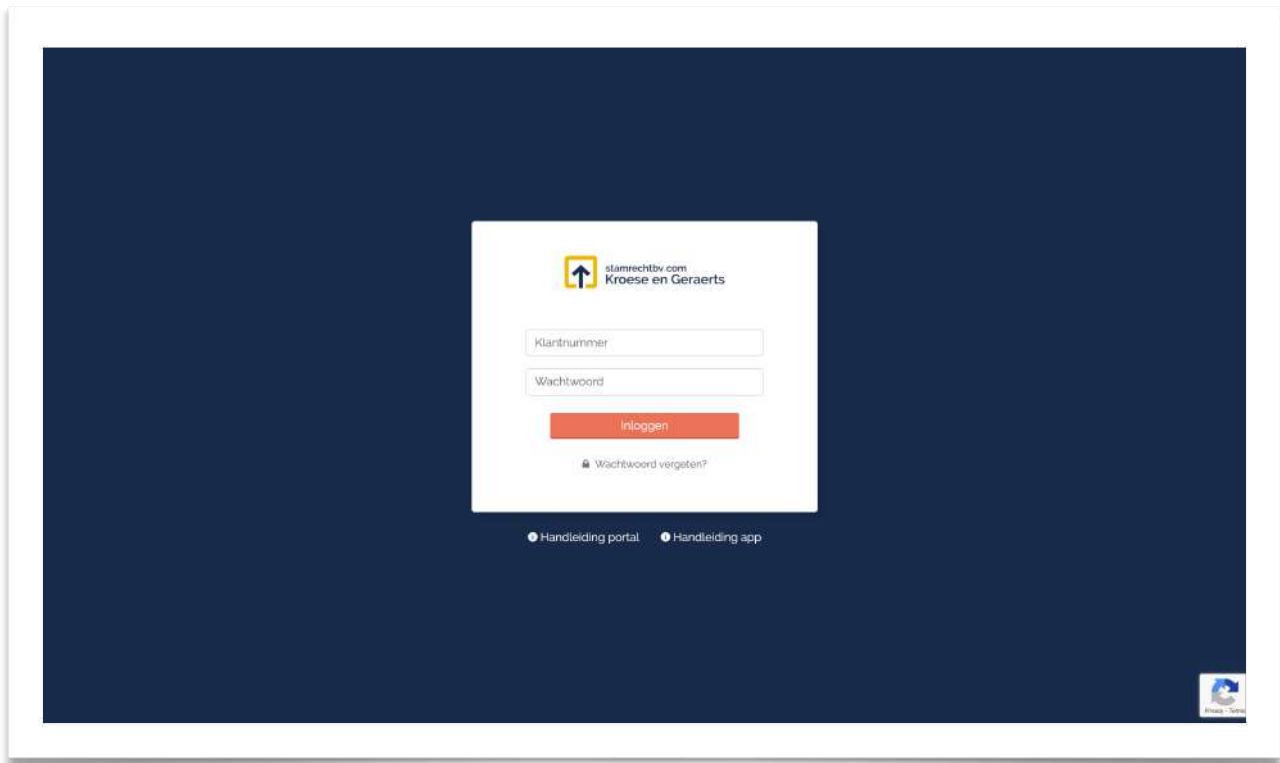 stamrechtbv.com
Kroese en Geraerts
Klantnummer
Wachtwoord
Inloggen
Wachtwoord vergeten?
Handleiding portal
Handleiding app